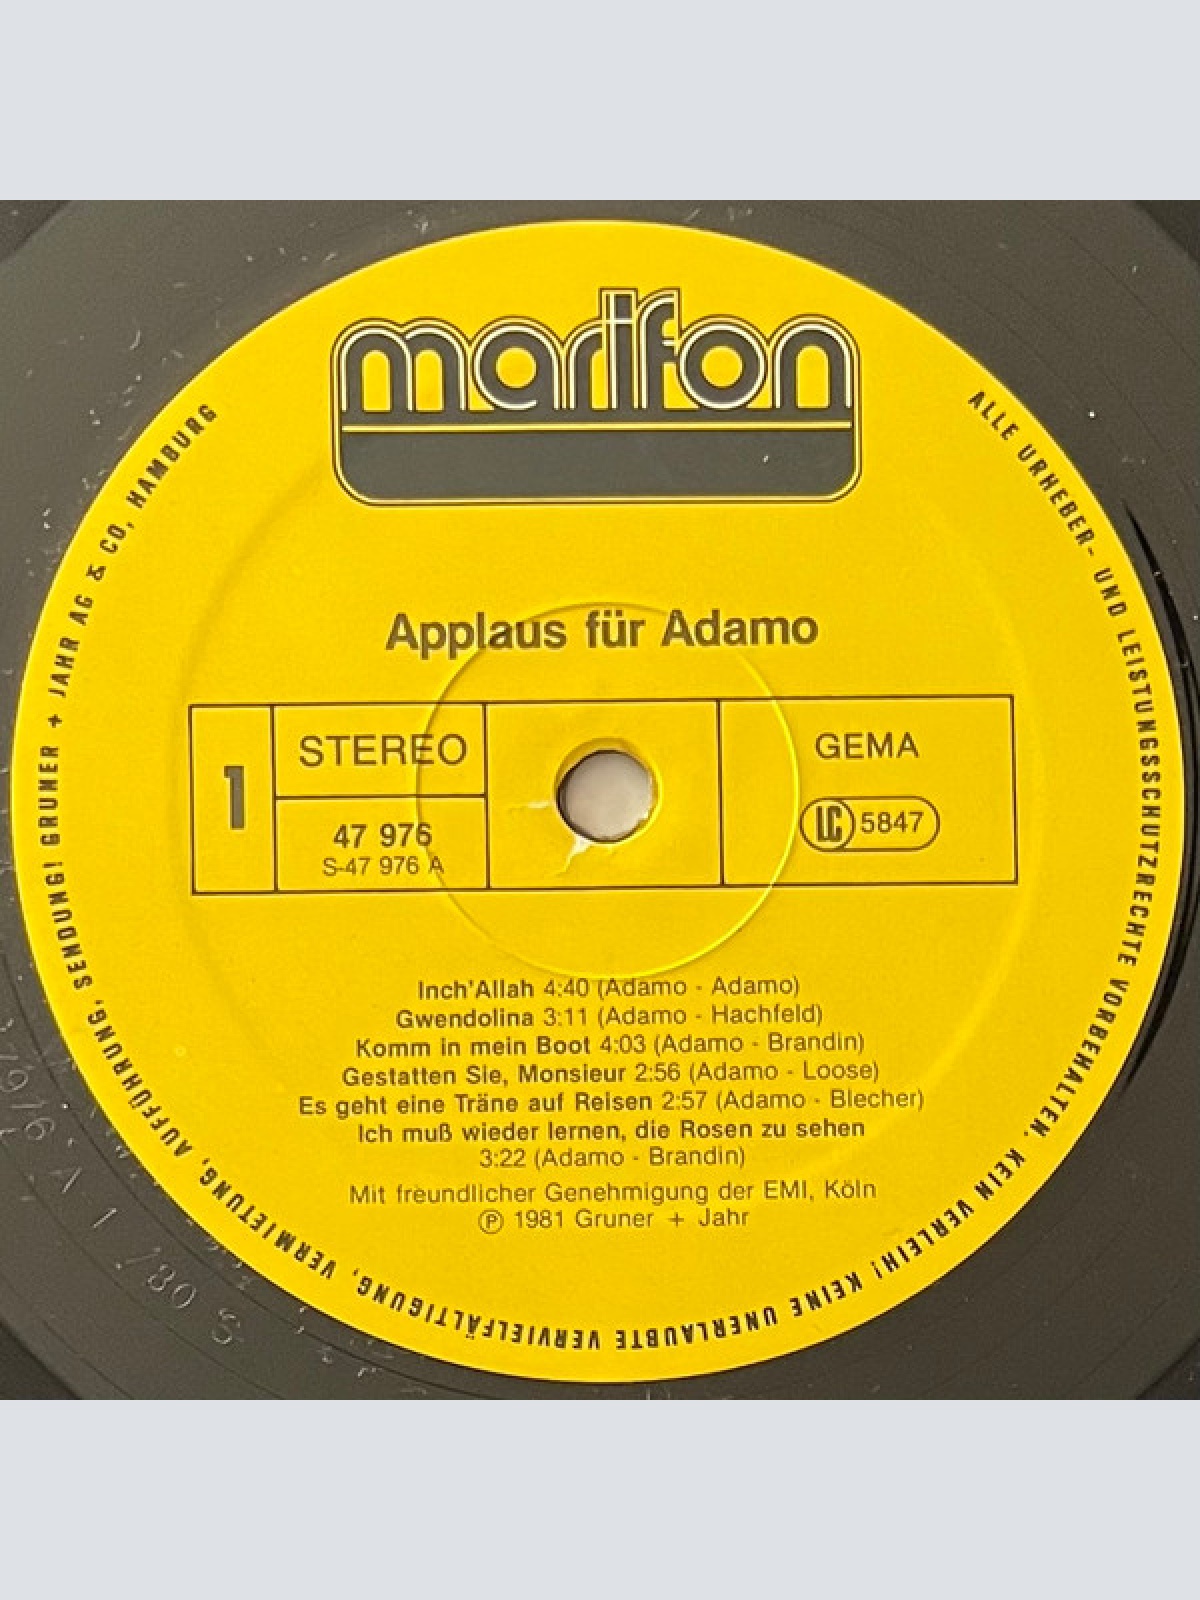 marifon
Applaus für Adamo
1
STEREO
47 976
S-47 976 A
GEMA
LC 5847
Inch'Allah 4:40 (Adamo - Adamo)
Gwendolina 3:11 (Adamo - Hachfeld)
Komm in mein Boot 4:03 (Adamo - Brandin)
Gestatten Sie, Monsieur 2:56 (Adamo - Loose)
Es geht eine Träne auf Reisen 2:57 (Adamo - Blecher)
Ich muß wieder lernen, die Rosen zu sehen
3:22 (Adamo - Brandin)
Mit freundlicher Genehmigung der EMI, Köln
Ⓟ 1981 Gruner + Jahr
ALLE URHEBER- UND LEISTUNGSSCHUTZRECHTE VORBEHALTEN. KEIN VERLEIH! KEINE UNERLAUBTE VERVIELFÄLTIGUNG, VERMIETUNG, AUFFÜHRUNG, SENDUNG! GRUNER + JAHR AG & CO, HAMBURG